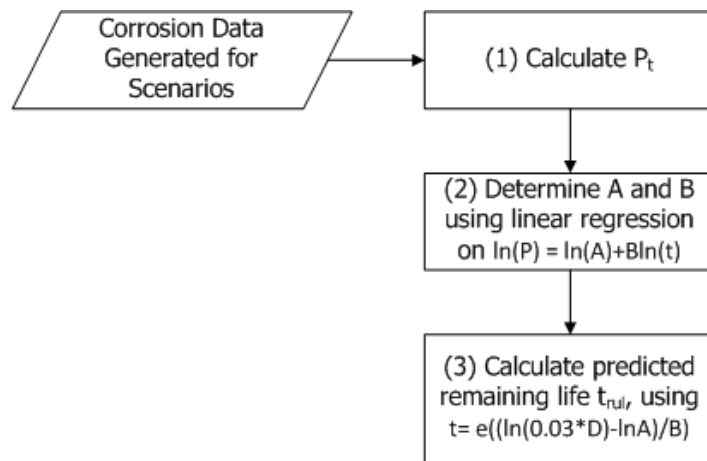 Corrosion Data
Generated for
Scenarios
(1) Calculate Pt
(2) Determine A and B
using linear regression
on ln(P) = ln(A)+Bln(t)
(3) Calculate predicted
remaining life trul, using
t= e((ln(0.03*D)-lnA)/B)